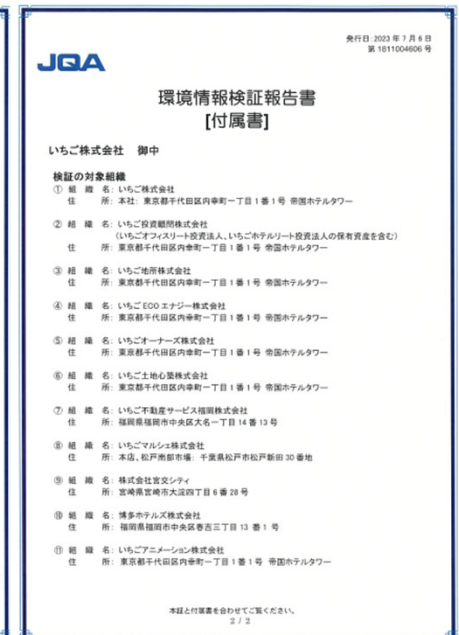 発行日:2023 年 7 月 6 日
第 1811004606 号
JQA
環境情報検証報告書
[付属書]
いちご株式会社 御中
検証の対象組織
① 組 織 名: いちご株式会社
住 所: 本社: 東京都千代田区内幸町一丁目1番1号 帝国ホテルタワー
② 組 織 名: いちご投資顧問株式会社
(いちごオフィスリート投資法人、いちごホテルリート投資法人の保有資産を含む)
住 所: 東京都千代田区内幸町一丁目1番1号 帝国ホテルタワー
③ 組 織 名: いちご地所株式会社
住 所: 東京都千代田区内幸町一丁目1番1号 帝国ホテルタワー
④ 組 織 名: いちご ECO エナジー株式会社
住 所: 東京都千代田区内幸町一丁目1番1号 帝国ホテルタワー
⑤ 組 織 名: いちごオーナーズ株式会社
住 所: 東京都千代田区内幸町一丁目1番1号 帝国ホテルタワー
⑥ 組 織 名: いちご土地心築株式会社
住 所: 東京都千代田区内幸町一丁目1番1号 帝国ホテルタワー
⑦ 組 織 名: いちご不動産サービス福岡株式会社
住 所: 福岡県福岡市中央区大名一丁目 14 番 13 号
⑧ 組 織 名: いちごマルシェ株式会社
住 所: 本店、松戸南部市場: 千葉県松戸市松戸新田 30 番地
⑨ 組 織 名: 株式会社宮交シティ
住 所: 宮崎県宮崎市大淀四丁目 6 番 28 号
⑩ 組 織 名: 博多ホテルズ株式会社
住 所: 福岡県福岡市中央区春吉三丁目 13 番 1 号
⑪ 組 織 名: いちごアニメーション株式会社
住 所: 東京都千代田区内幸町一丁目1番1号 帝国ホテルタワー
本証と付属書を合わせてご覧ください。
2 / 2